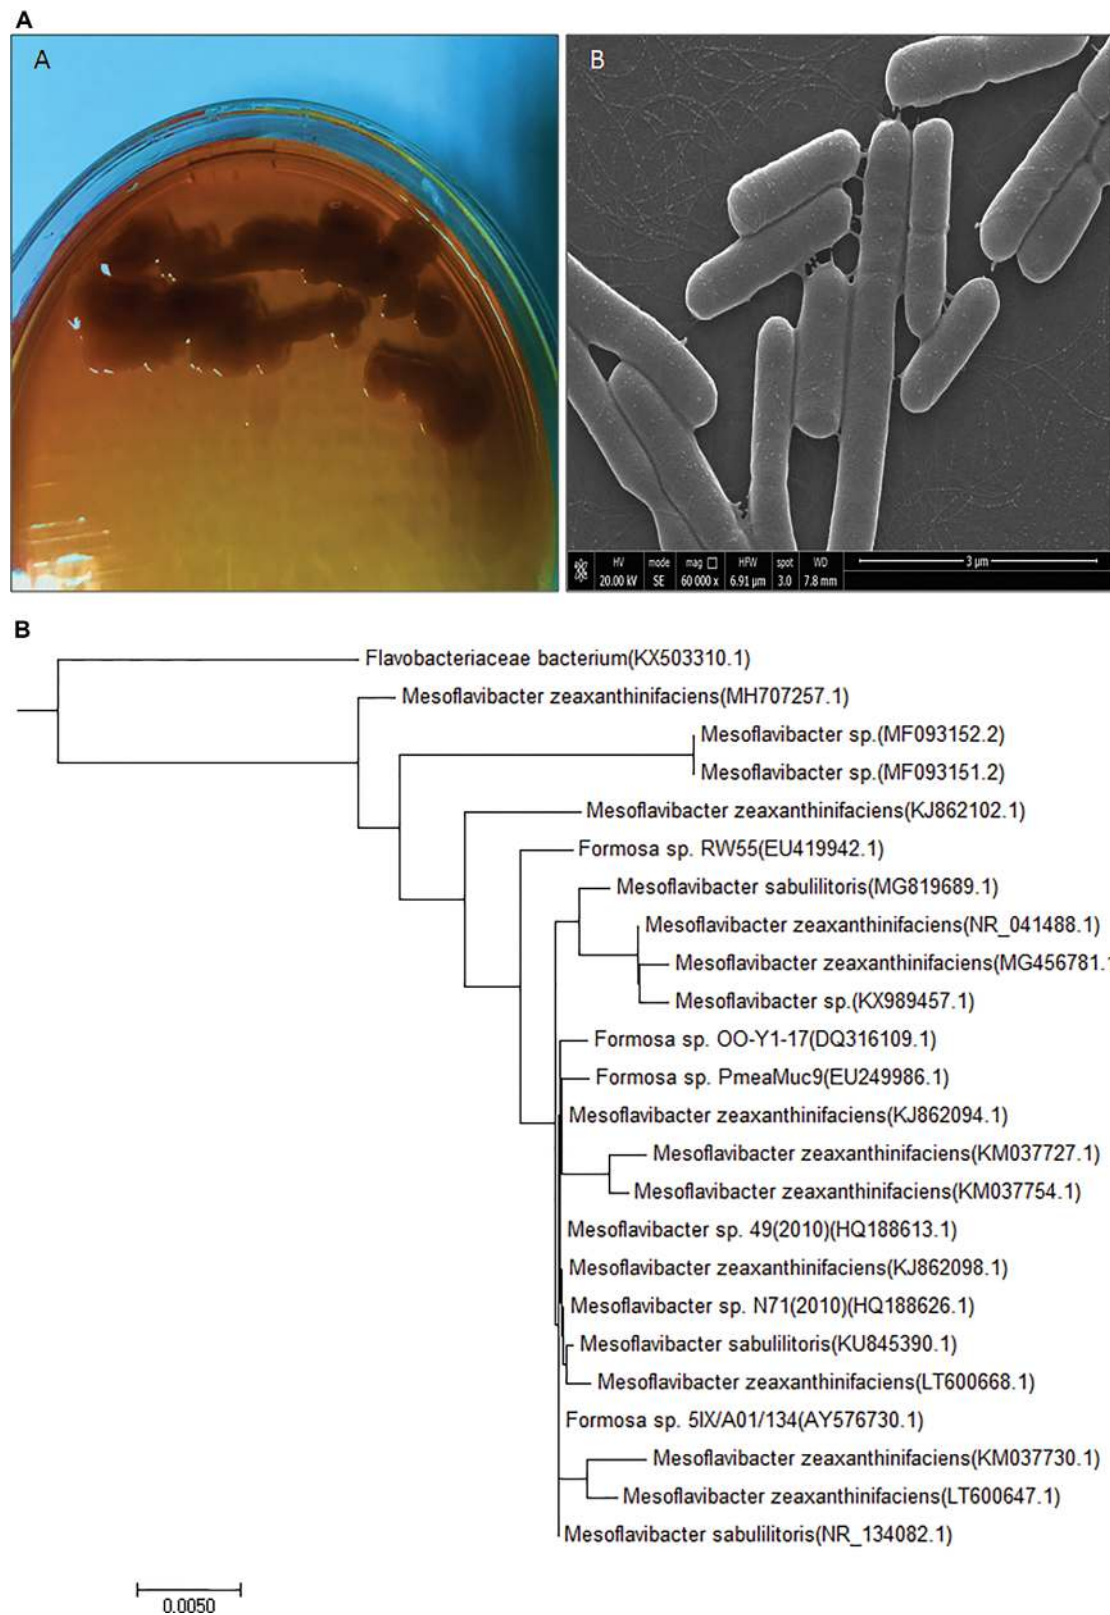 A
A
B
HV mode mag HFW spot WD
20.00 kV SE 60 000 x 6.91 µm 3.0 7.8 mm
3 µm
B
Flavobacteriaceae bacterium(KX503310.1)
Mesoflavibacter zeaxanthinifaciens(MH707257.1)
Mesoflavibacter sp.(MF093152.2)
Mesoflavibacter sp.(MF093151.2)
Mesoflavibacter zeaxanthinifaciens(KJ862102.1)
Formosa sp. RW55(EU419942.1)
Mesoflavibacter sabulilitoris(MG819689.1)
Mesoflavibacter zeaxanthinifaciens(NR_041488.1)
Mesoflavibacter zeaxanthinifaciens(MG456781.1
Mesoflavibacter sp.(KX989457.1)
Formosa sp. OO-Y1-17(DQ316109.1)
Formosa sp. PmeaMuc9(EU249986.1)
Mesoflavibacter zeaxanthinifaciens(KJ862094.1)
Mesoflavibacter zeaxanthinifaciens(KM037727.1)
Mesoflavibacter zeaxanthinifaciens(KM037754.1)
Mesoflavibacter sp. 49(2010)(HQ188613.1)
Mesoflavibacter zeaxanthinifaciens(KJ862098.1)
Mesoflavibacter sp. N71(2010)(HQ188626.1)
Mesoflavibacter sabulilitoris(KU845390.1)
Mesoflavibacter zeaxanthinifaciens(LT600668.1)
Formosa sp. 5IX/A01/134(AY576730.1)
Mesoflavibacter zeaxanthinifaciens(KM037730.1)
Mesoflavibacter zeaxanthinifaciens(LT600647.1)
Mesoflavibacter sabulilitoris(NR_134082.1)
0.0050